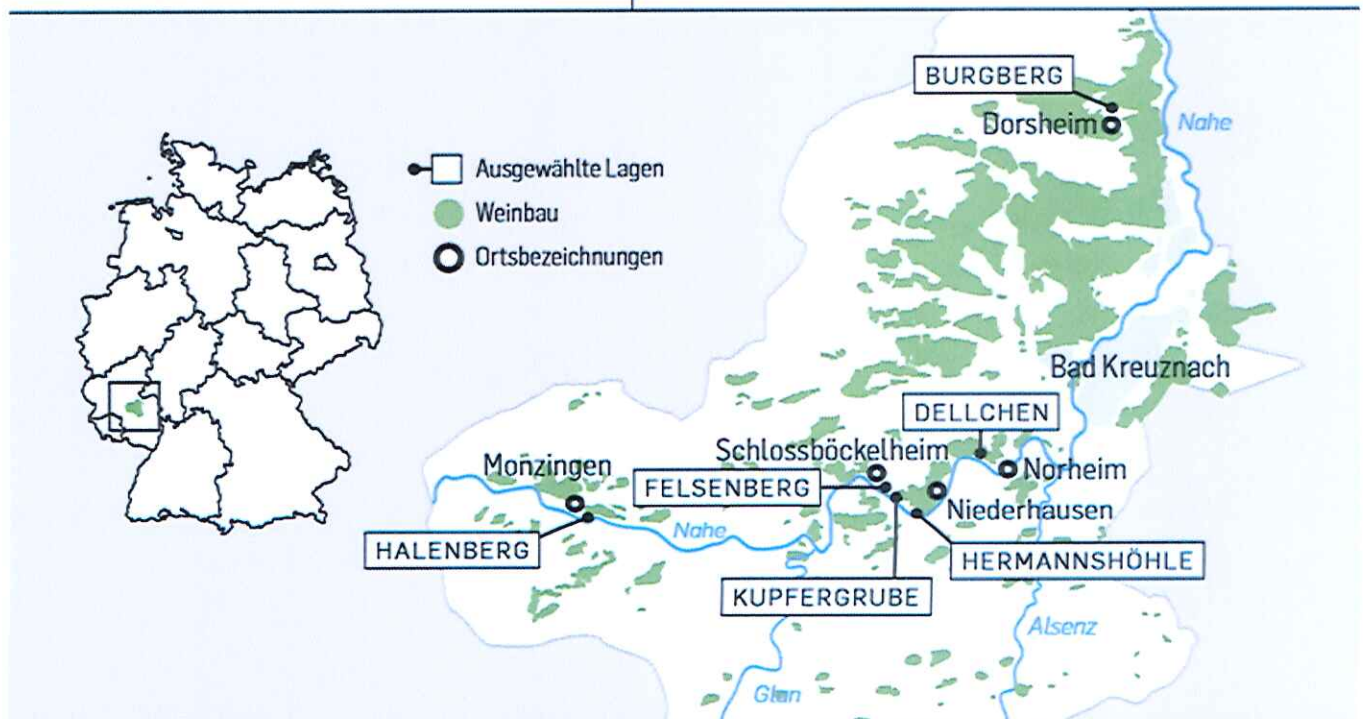 BURGBERG
Dorsheim
Nahe
Ausgewählte Lagen
Weinbau
Ortsbezeichnungen
Bad Kreuznach
DELLCHEN
Schlossböckelheim
Monzingen
Norheim
FELSENBERG
Niederhausen
Nahe
HALENBERG
HERMANNSHÖHLE
KUPFERGRUBE
Alsenz
Glan